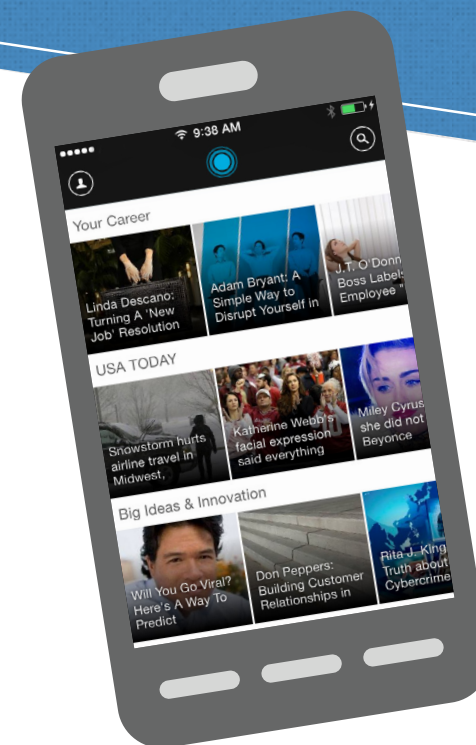 9:38 AM
Your Career
Linda Descano:
Turning A 'New
Job' Resolution
Adam Bryant: A
Simple Way to
Disrupt Yourself in
J.T. O'Donn
Boss Label
Employee "
USA TODAY
Snowstorm hurts
airline travel in
Midwest,
Katherine Webb's
facial expression
said everything
Miley Cyrus
she did not
Beyonce
Big Ideas & Innovation
Will You Go Viral?
Here's A Way To
Predict
Don Peppers:
Building Customer
Relationships in
Rita J. King
Truth about
Cybercrime